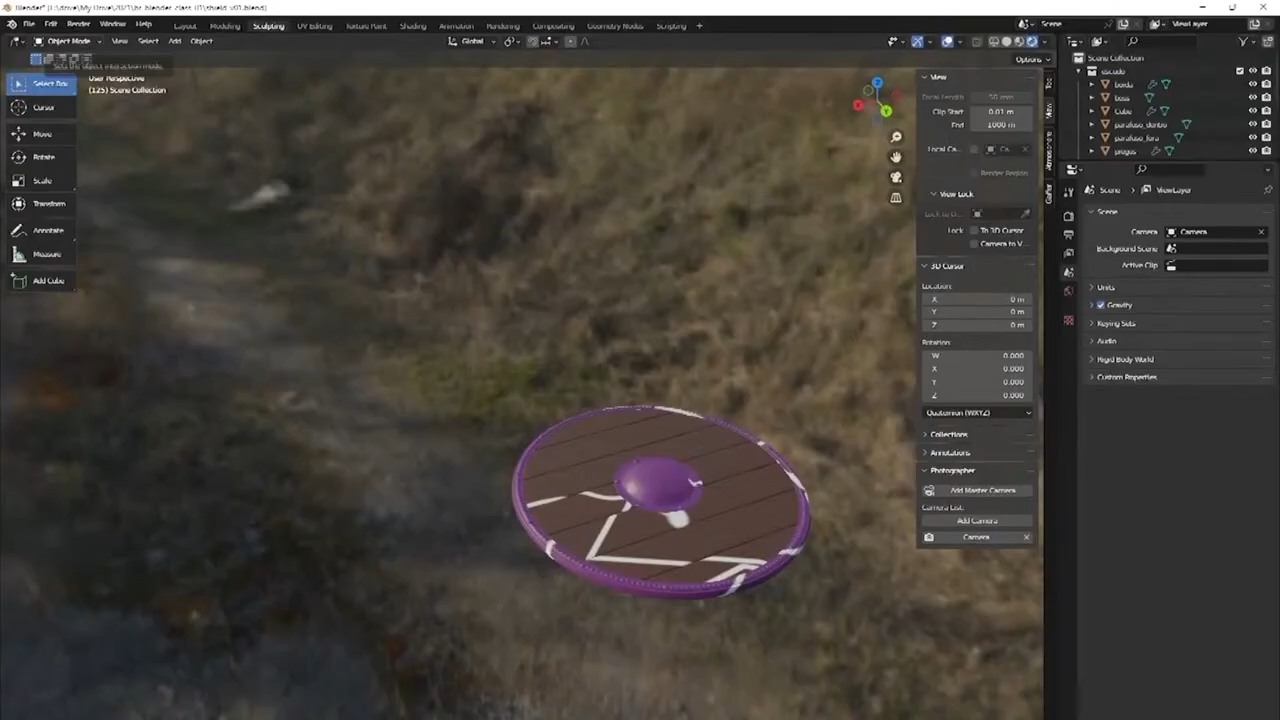 File Edit Render Window Help Layout Modeling Sculpting UV Editing Texture Paint Shading Animation Rendering Compositing Geometry Nodes Scripting + Scene ViewLayer
Object Mode View Select Add Object Global
Options
User Perspective
(125) Scene Collection
Cursor
Move
Rotate
Scale
Transform
Annotate
Measure
Add Cube
View
Focal Length 50 mm
Clip Start 0.01 m
End 1000 m
Render Region
View Lock
Lock To 3D Cursor
Camera to V...
3D Cursor
Location:
X 0 m
Y 0 m
Z 0 m
Rotation:
W 0.000
X 0.000
Y 0.000
Z 0.000
Quaternion (WXYZ)
Collections
Annotations
Photographer
Add Master Camera
Camera List:
Add Camera
Camera
Scene Collection
escudo
borda
boss
Cube
parafuso_dentro
parafuso_fora
pregos
Scene ViewLayer
Scene
Camera Camera
Background Scene
Active Clip
Units
Gravity
Keying Sets
Audio
Rigid Body World
Custom Properties